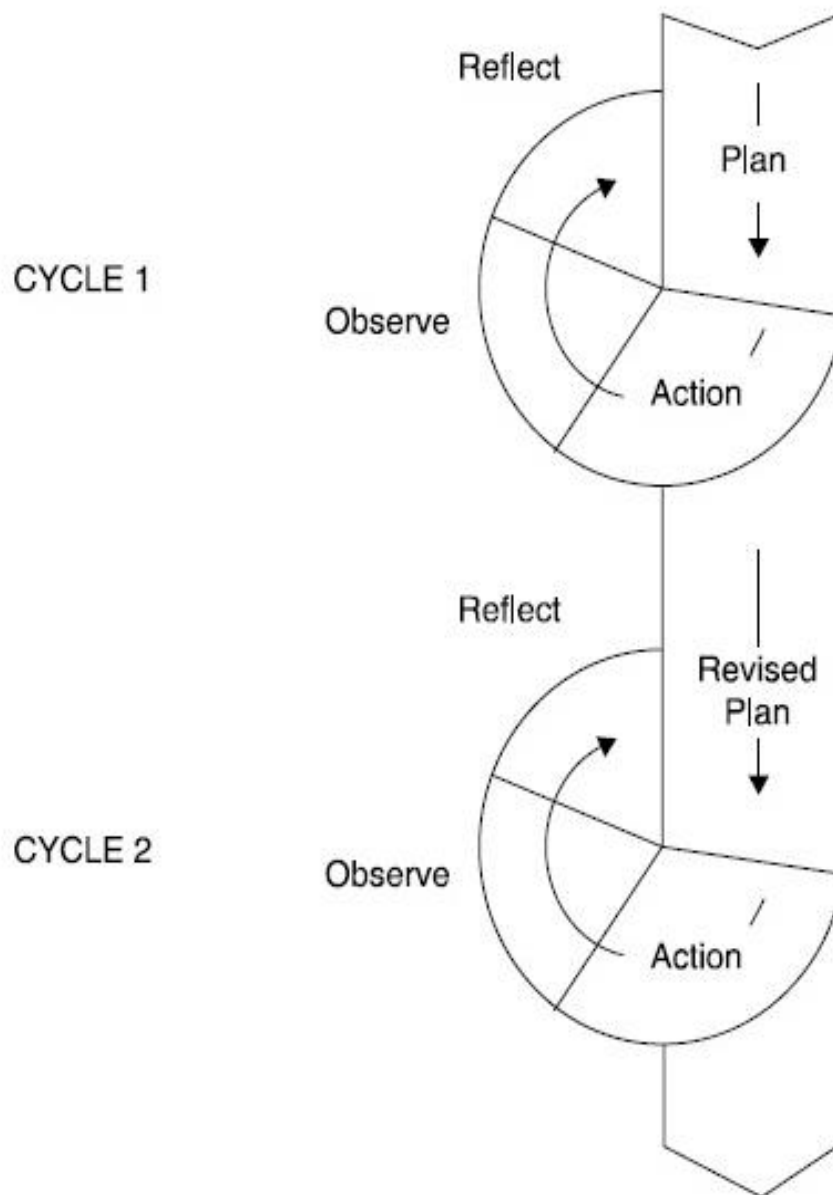 Reflect
Plan
CYCLE 1
Observe
Action
Reflect
Revised
Plan
CYCLE 2
Observe
Action